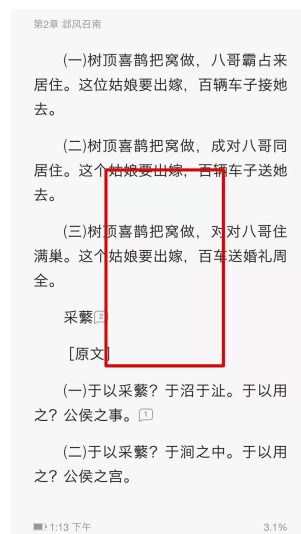 第2章 邶风召南
(一)树顶喜鹊把窝做，八哥霸占来
居住。这位姑娘要出嫁，百辆车子接她
去。
(二)树顶喜鹊把窝做，成对八哥同
居住。这个姑娘要出嫁，百辆车子送她
去。
(三)树顶喜鹊把窝做，对对八哥住
满巢。这个姑娘要出嫁，百车送婚礼周
全。
采蘩2
[原文]
(一)于以采蘩？于沼于沚。于以用
之？公侯之事。1
(二)于以采蘩？于涧之中。于以用
之？公侯之宫。
1:13 下午
3.1%